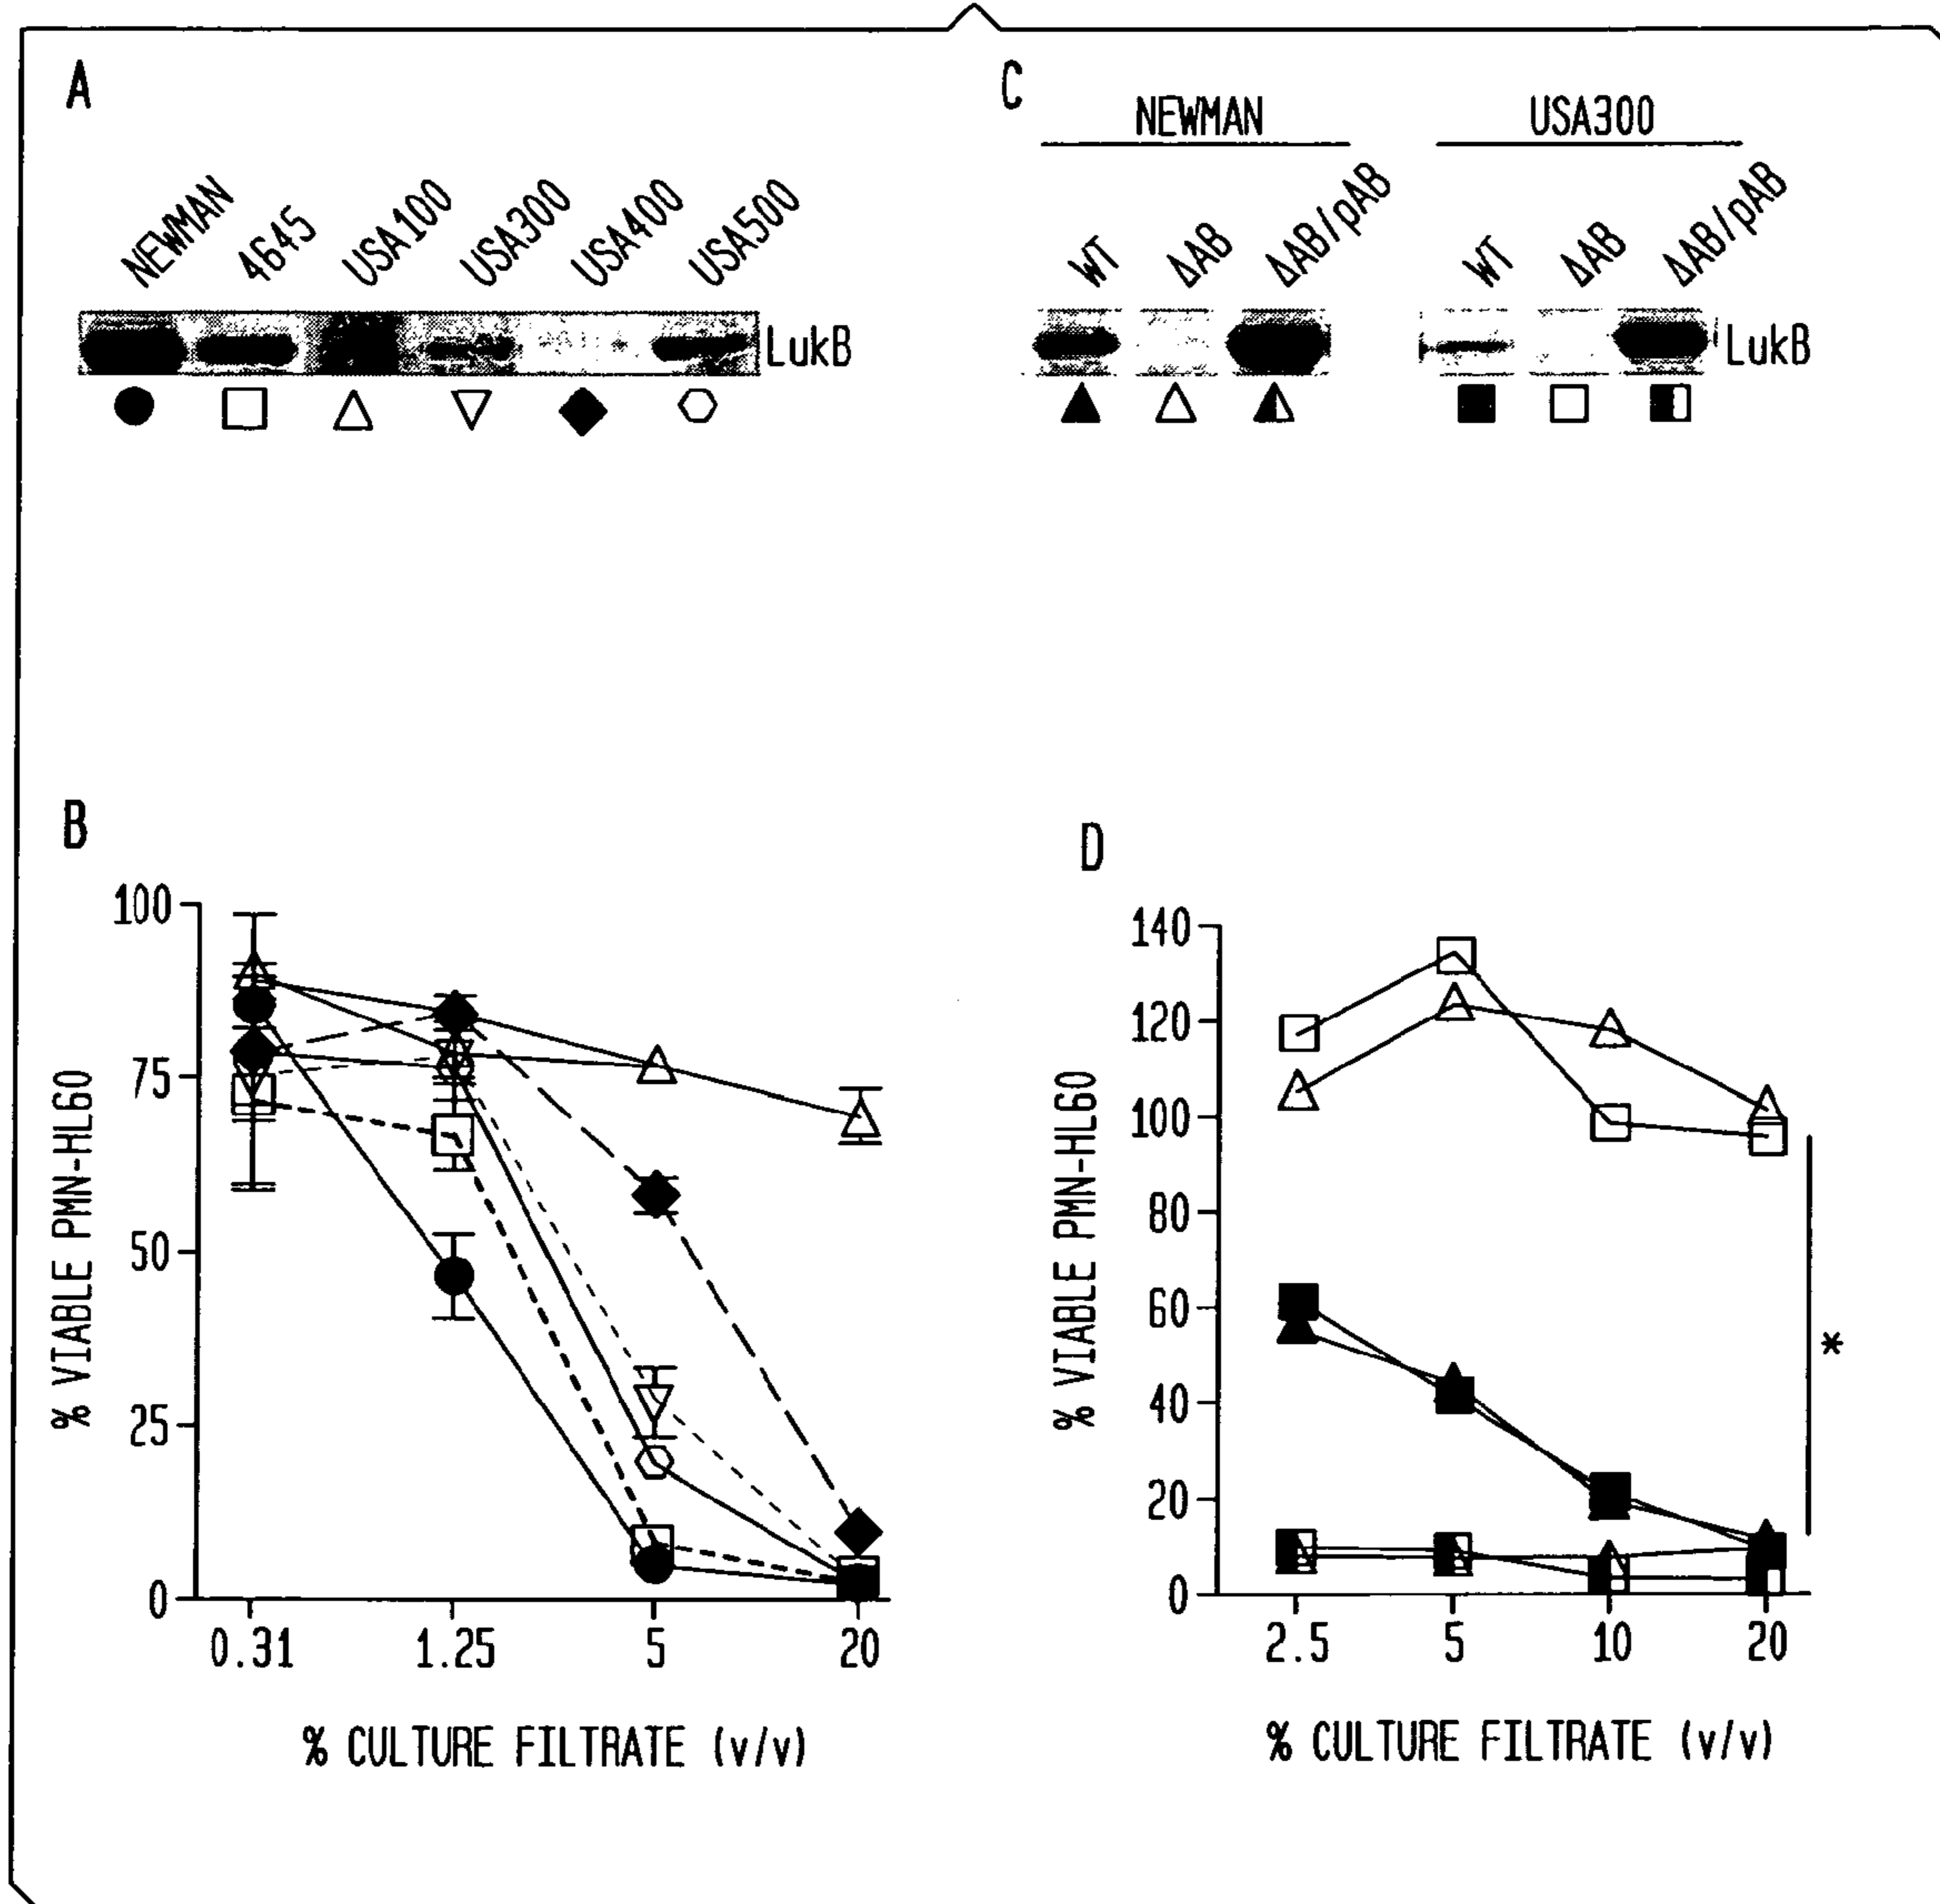 A
NEWMAN
4645
USA100
USA300
USA400
USA500
LukB
C
NEWMAN
USA300
WT
ΔAB
ΔAB/pAB
WT
ΔAB
ΔAB/pAB
LukB
B
% VIABLE PMN-HL60
100
75
50
25
0
0.31
1.25
5
20
% CULTURE FILTRATE (v/v)
D
% VIABLE PMN-HL60
140
120
100
80
60
40
20
0
2.5
5
10
20
*
% CULTURE FILTRATE (v/v)